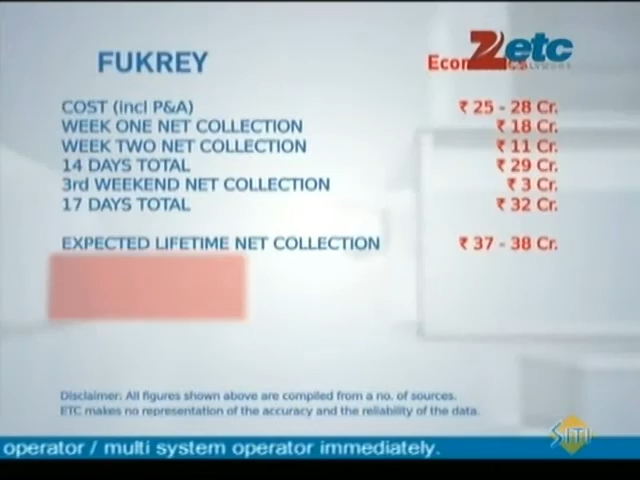 FUKREY
Zetc
COST (incl P&A) ₹ 25 - 28 Cr.
WEEK ONE NET COLLECTION ₹ 18 Cr.
WEEK TWO NET COLLECTION ₹ 11 Cr.
14 DAYS TOTAL ₹ 29 Cr.
3rd WEEKEND NET COLLECTION ₹ 3 Cr.
17 DAYS TOTAL ₹ 32 Cr.
EXPECTED LIFETIME NET COLLECTION ₹ 37 - 38 Cr.
Disclaimer: All figures shown above are compiled from a no. of sources.
ETC makes no representation of the accuracy and the reliability of the data.
operator / multi system operator immediately.
SITI